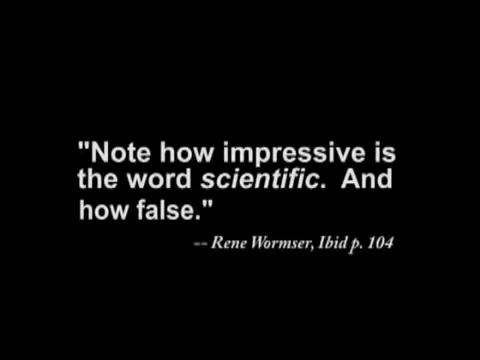 "Note how impressive is
the word scientific. And
how false."
-- Rene Wormser, Ibid p. 104